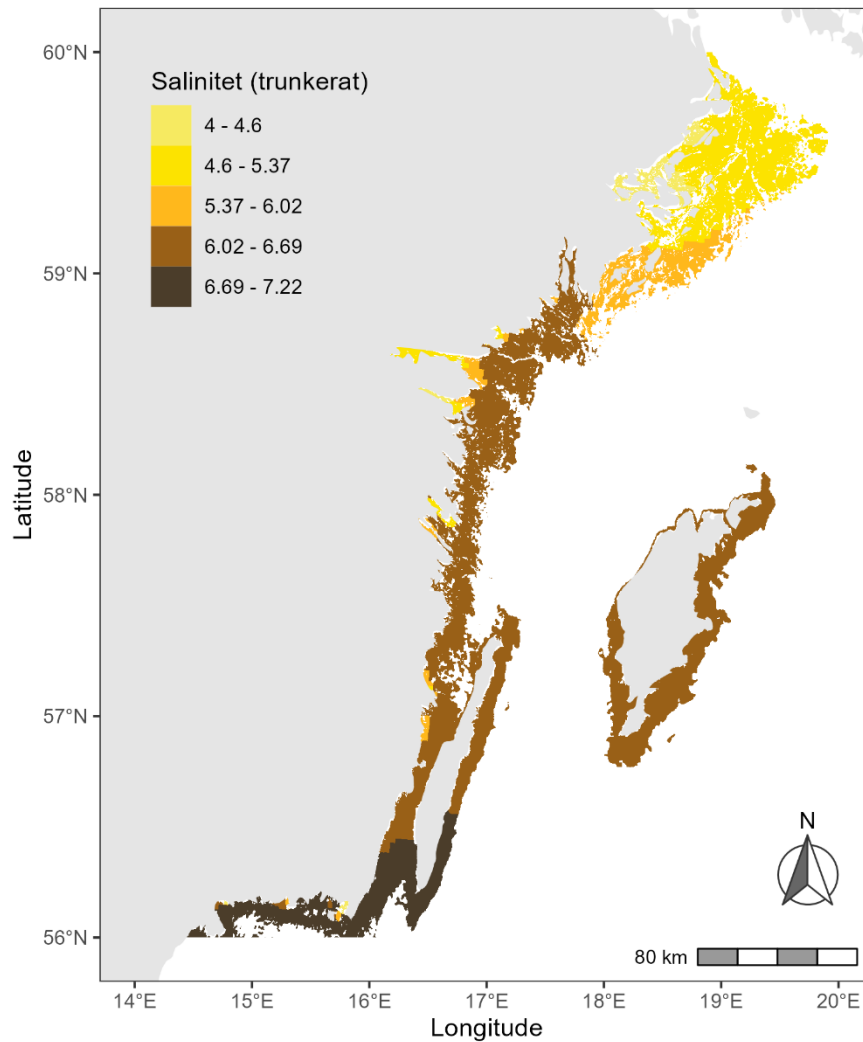 60°N
Salinitet (trunkerat)
4 - 4.6
4.6 - 5.37
5.37 - 6.02
6.02 - 6.69
6.69 - 7.22
59°N
58°N
57°N
56°N
Latitude
N
80 km
14°E 15°E 16°E 17°E 18°E 19°E 20°E
Longitude